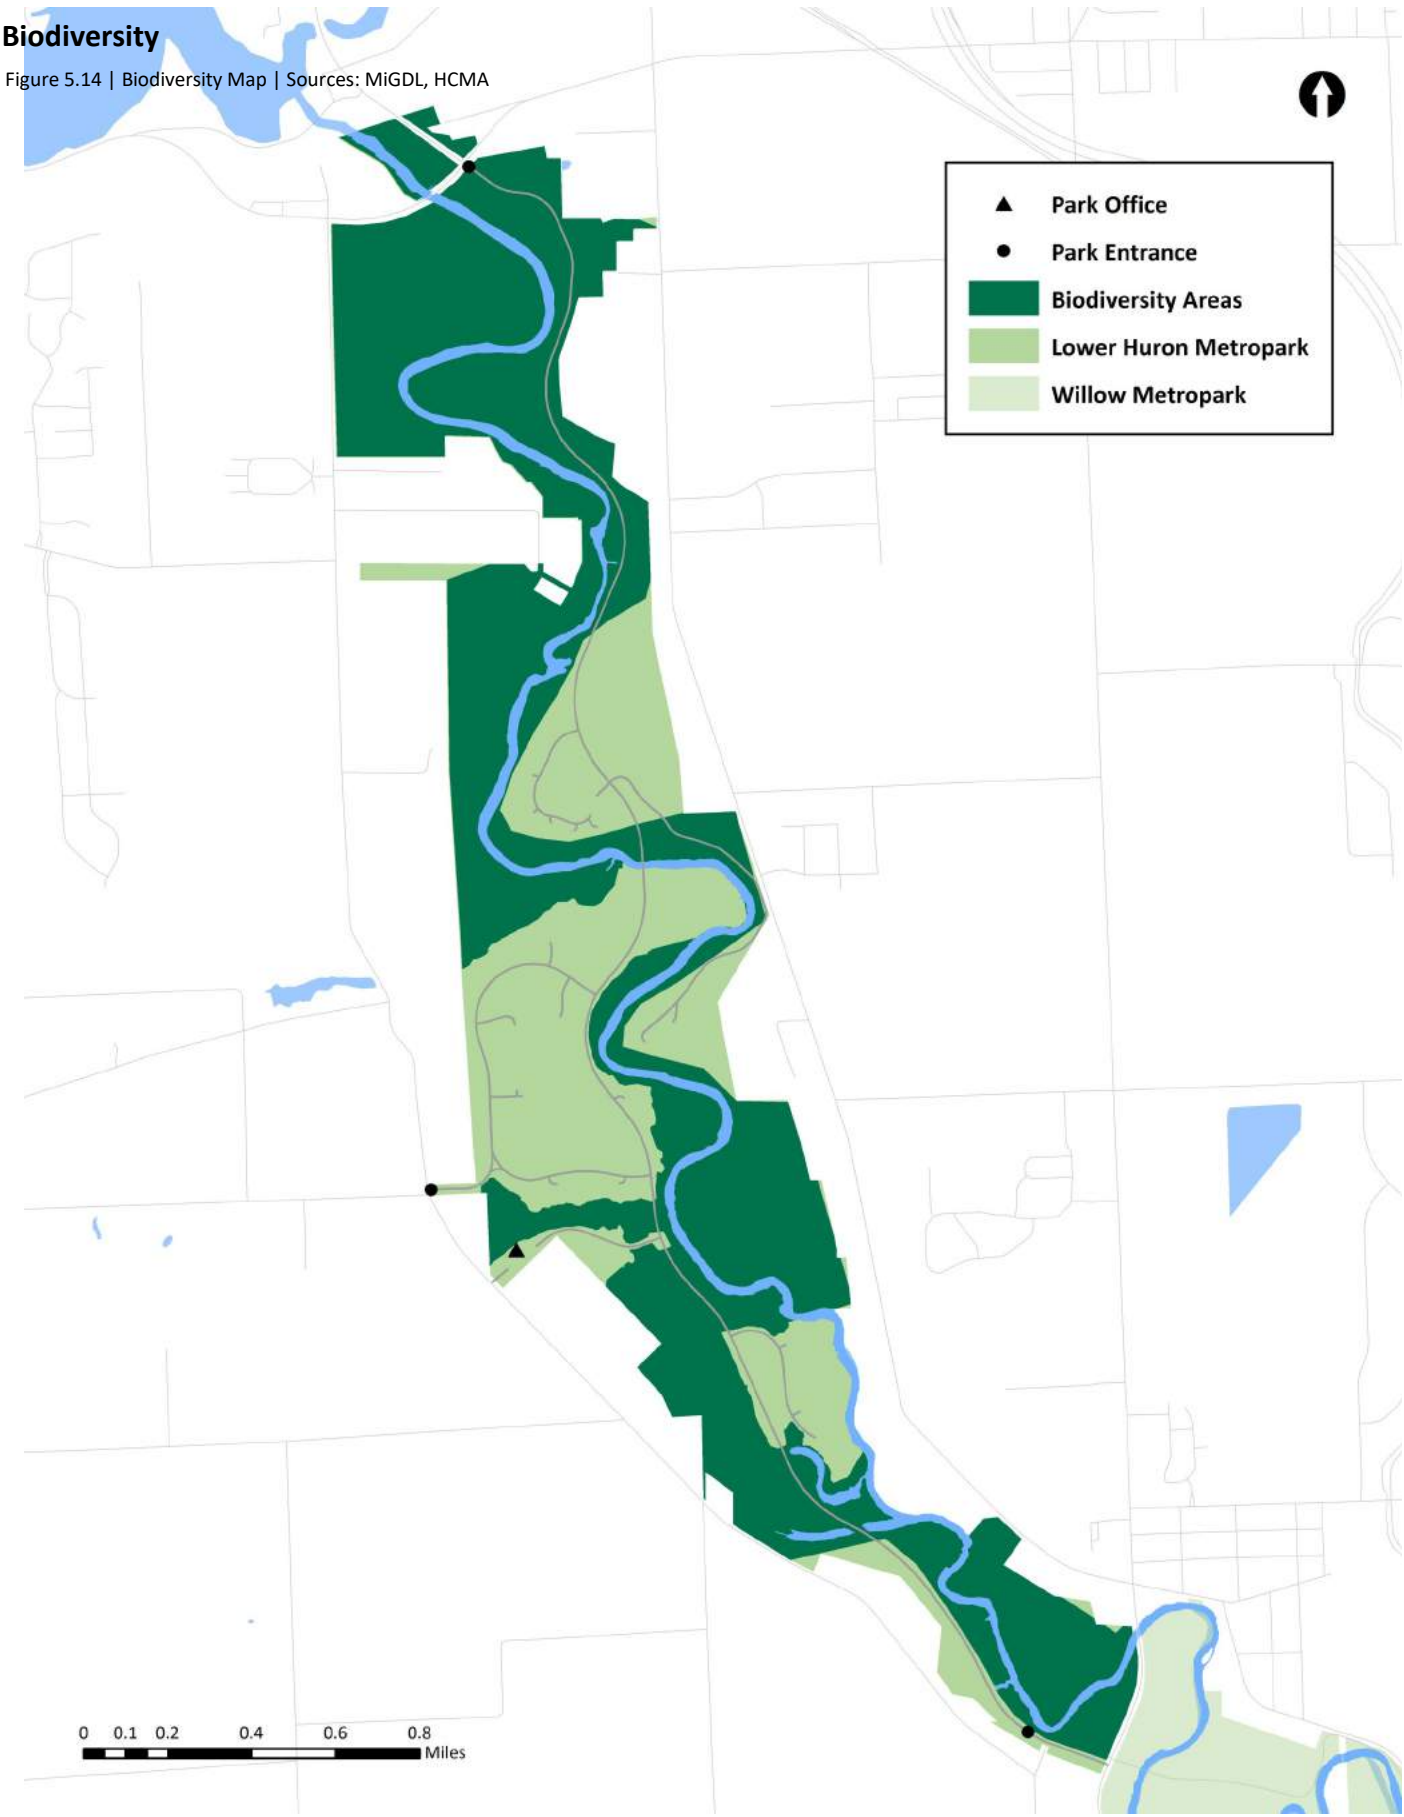 Biodiversity
Figure 5.14 | Biodiversity Map | Sources: MiGDL, HCMA
Park Office
Park Entrance
Biodiversity Areas
Lower Huron Metropark
Willow Metropark
0 0.1 0.2 0.4 0.6 0.8
Miles